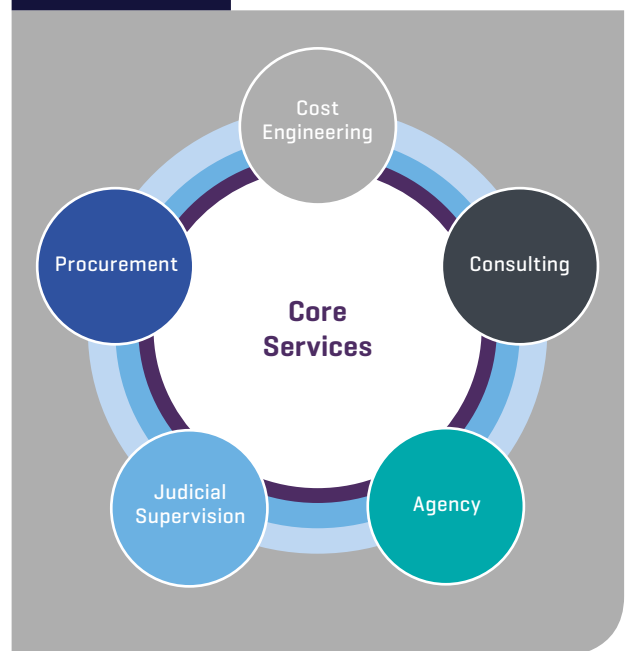 Cost
Engineering
Procurement
Consulting
Core
Services
Judicial
Supervision
Agency